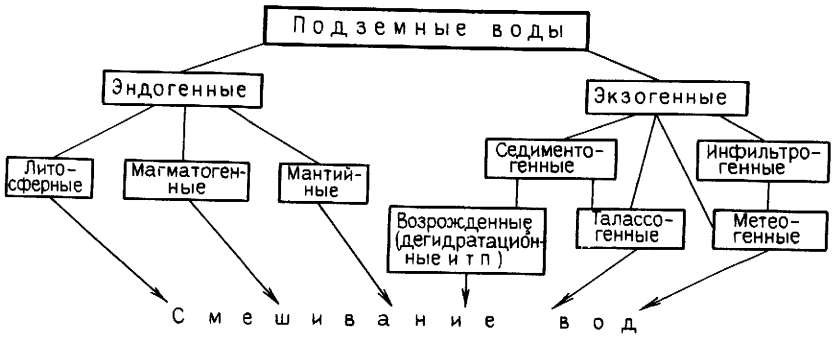 Подземные воды
Эндогенные
Экзогенные
Лито-
сферные
Магматоген-
ные
Мантий-
ные
Седименто-
генные
Инфильтро-
генные
Возрожденные
(дегидратацион-
ные и т п)
Талассо-
генные
Метео-
генные
Смешивание вод